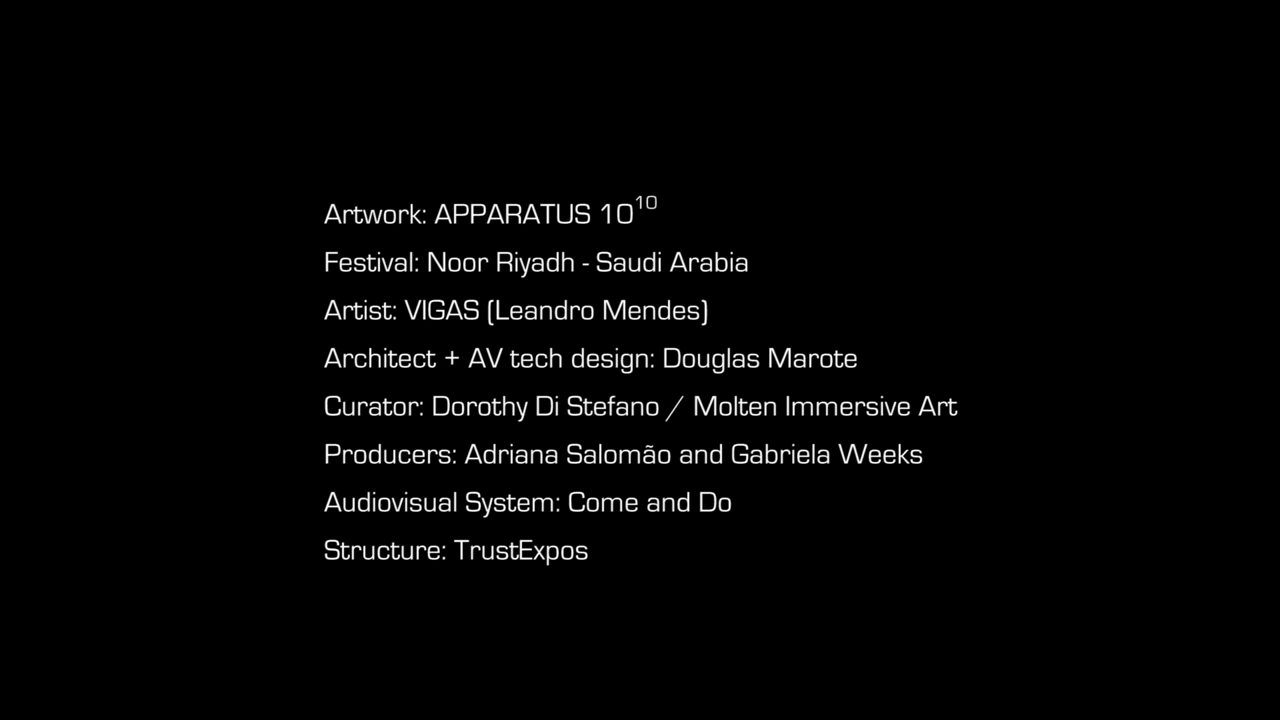 Artwork: APPARATUS 10¹⁰
Festival: Noor Riyadh - Saudi Arabia
Artist: VIGAS (Leandro Mendes)
Architect + AV tech design: Douglas Marote
Curator: Dorothy Di Stefano / Molten Immersive Art
Producers: Adriana Salomão and Gabriela Weeks
Audiovisual System: Come and Do
Structure: TrustExpos